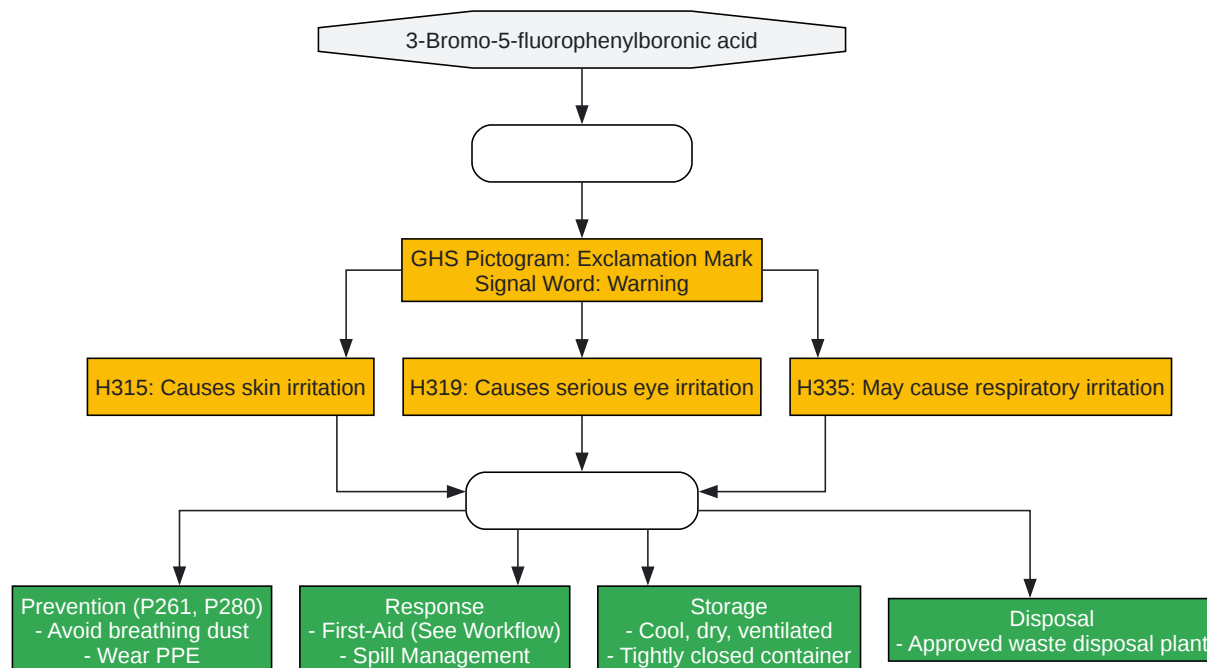 3-Bromo-5-fluorophenylboronic acid
GHS Pictogram: Exclamation Mark
Signal Word: Warning
H315: Causes skin irritation
H319: Causes serious eye irritation
H335: May cause respiratory irritation
Prevention (P261, P280)
- Avoid breathing dust
- Wear PPE
Response
- First-Aid (See Workflow)
- Spill Management
Storage
- Cool, dry, ventilated
- Tightly closed container
Disposal
- Approved waste disposal plant